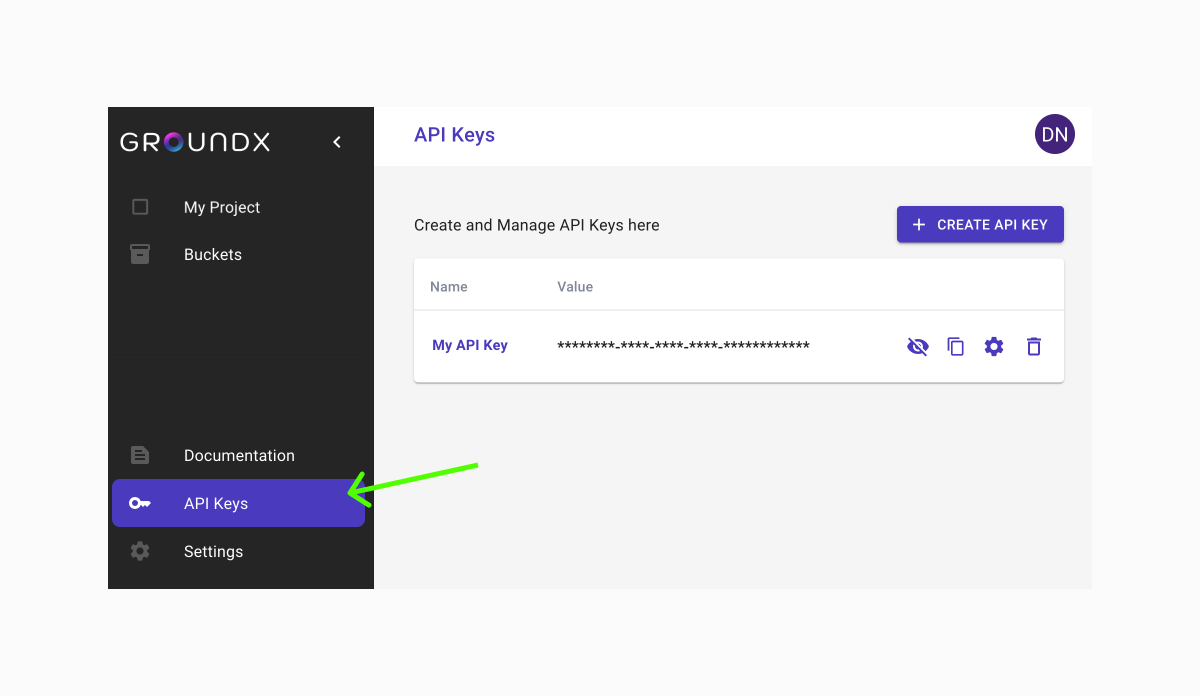 GROUNDX
My Project
Buckets
Documentation
API Keys
Settings
API Keys
DN
Create and Manage API Keys here
+ CREATE API KEY
Name Value
My API Key ********-****-****-****-************